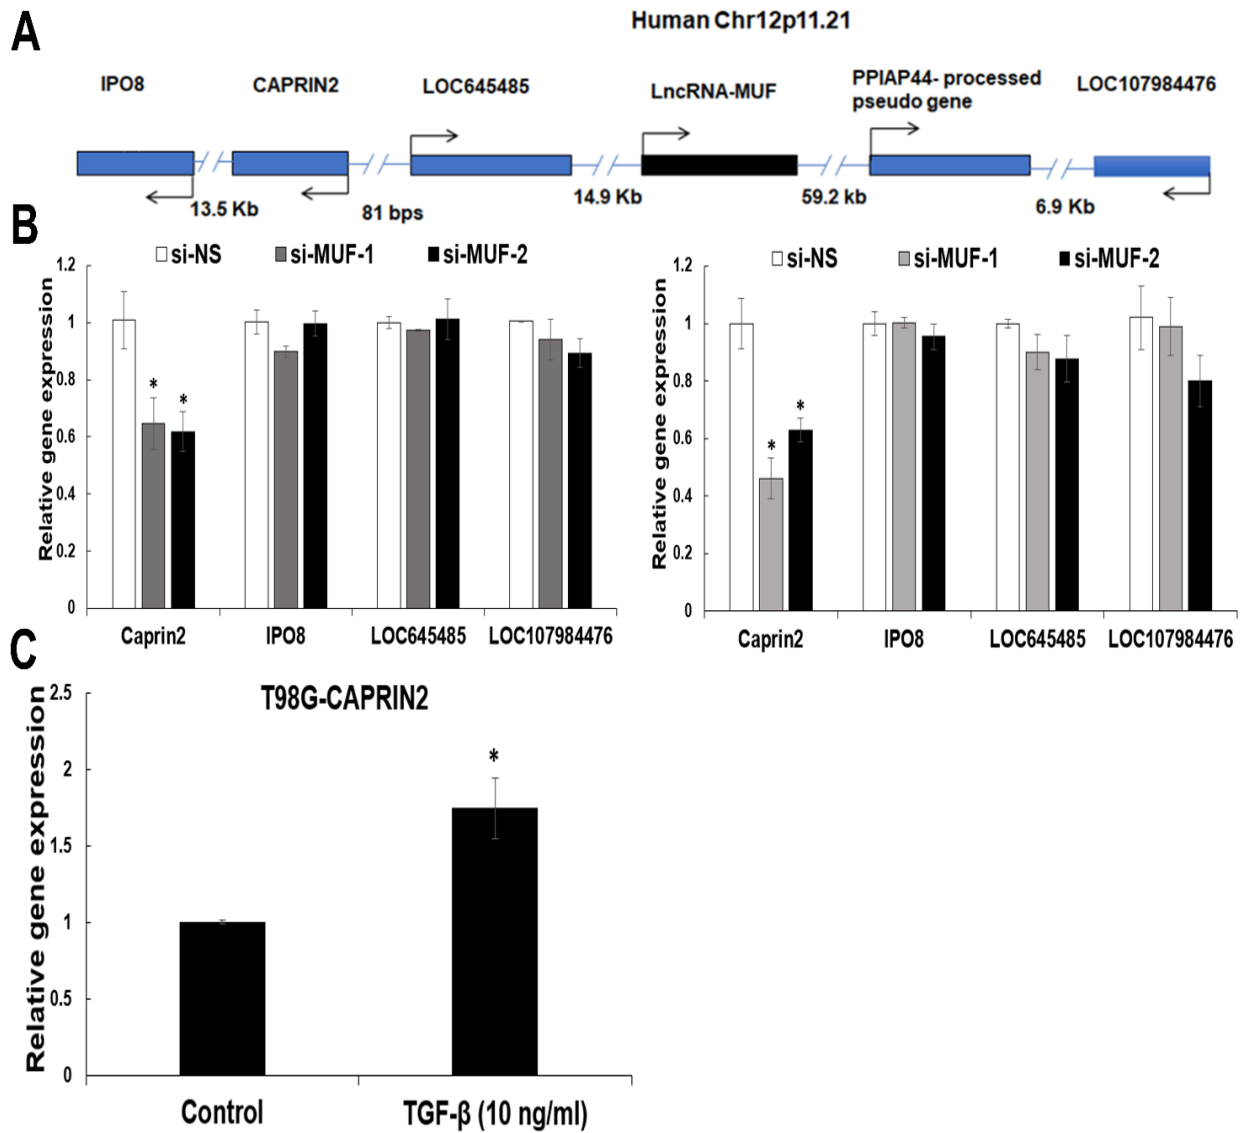 A
Human Chr12p11.21
IPO8
CAPRIN2
LOC645485
LncRNA-MUF
PPIAP44- processed
pseudo gene
LOC107984476
13.5 Kb
81 bps
14.9 Kb
59.2 kb
6.9 Kb
B
si-NS
si-MUF-1
si-MUF-2
Relative gene expression
1.2
1
0.8
0.6
0.4
0.2
0
*
*
Caprin2
IPO8
LOC645485
LOC107984476
si-NS
si-MUF-1
si-MUF-2
Relative gene expression
1.2
1
0.8
0.6
0.4
0.2
0
*
*
Caprin2
IPO8
LOC645485
LOC107984476
C
T98G-CAPRIN2
Relative gene expression
2.5
2
1.5
1
0.5
0
*
Control
TGF-β (10 ng/ml)